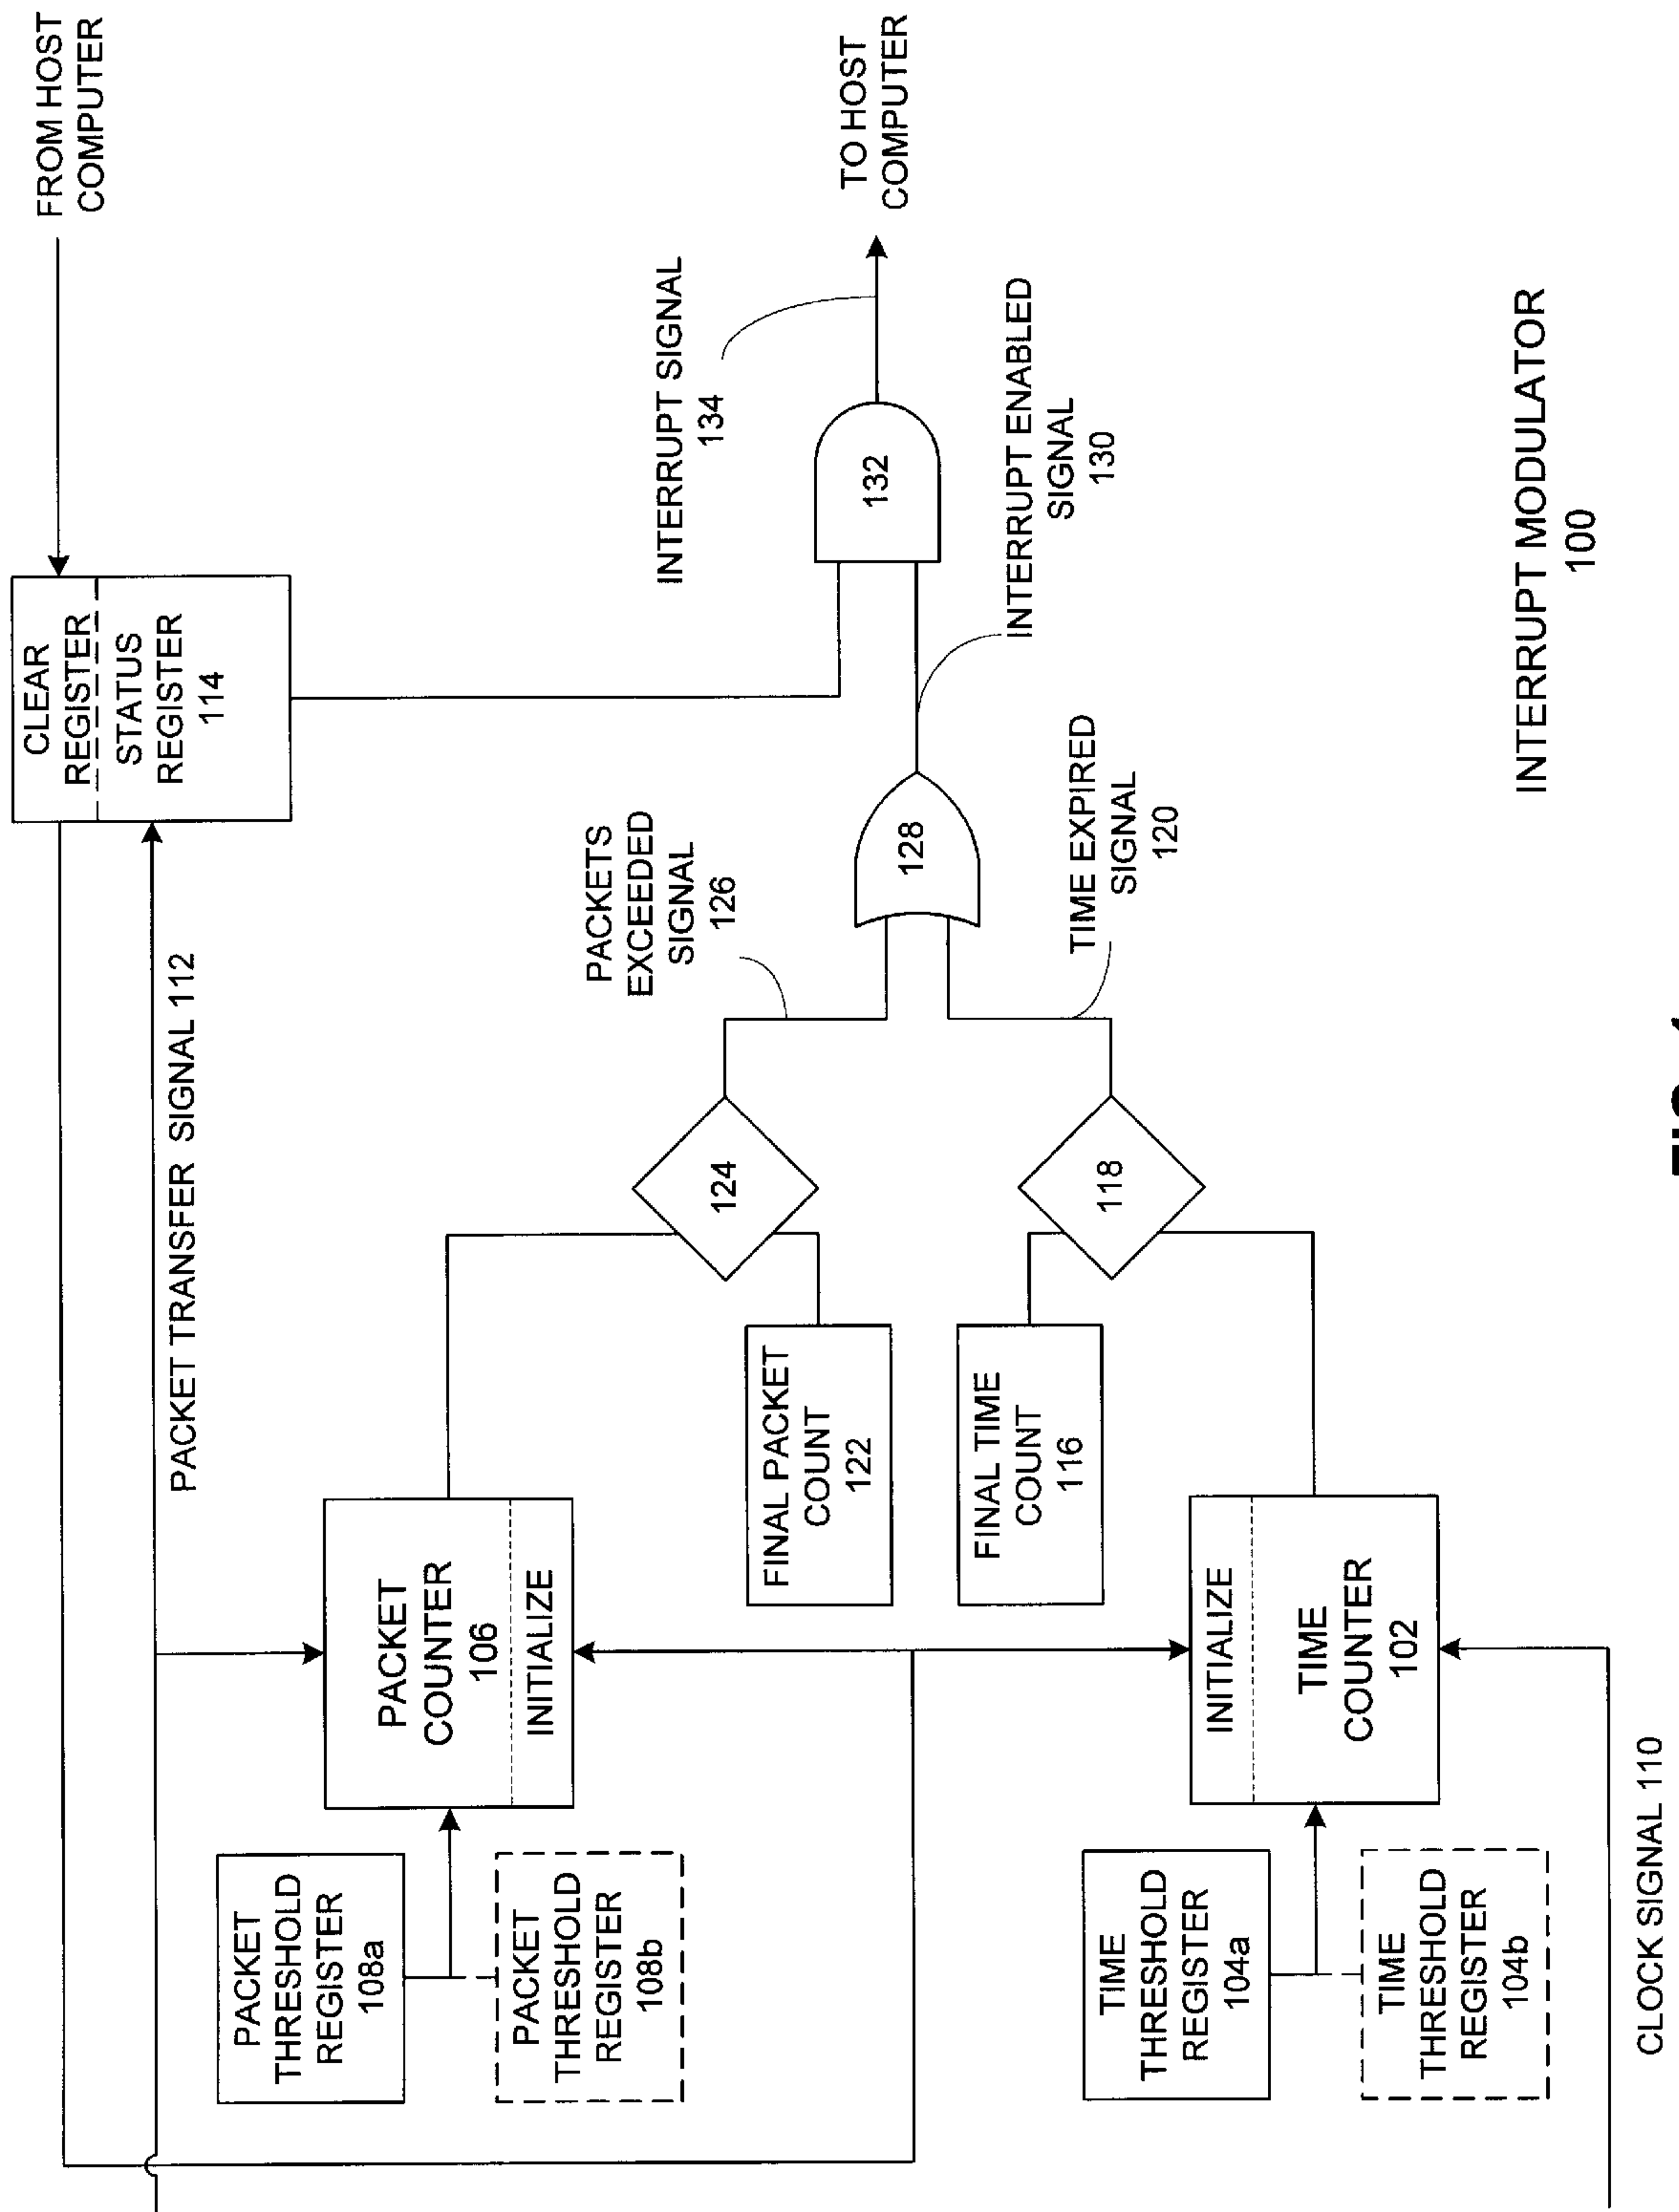 FROM HOST
COMPUTER
CLEAR
REGISTER
STATUS
REGISTER
114
PACKET TRANSFER SIGNAL 112
PACKET
THRESHOLD
REGISTER
108a
PACKET
THRESHOLD
REGISTER
108b
PACKET
COUNTER
106
INITIALIZE
FINAL PACKET
COUNT
122
124
PACKETS
EXCEEDED
SIGNAL
126
INTERRUPT SIGNAL
134
TO HOST
COMPUTER
132
128
INTERRUPT ENABLED
SIGNAL
130
TIME EXPIRED
SIGNAL
120
FINAL TIME
COUNT
116
118
INITIALIZE
TIME
COUNTER
102
TIME
THRESHOLD
REGISTER
104a
TIME
THRESHOLD
REGISTER
104b
CLOCK SIGNAL 110
INTERRUPT MODULATOR
100